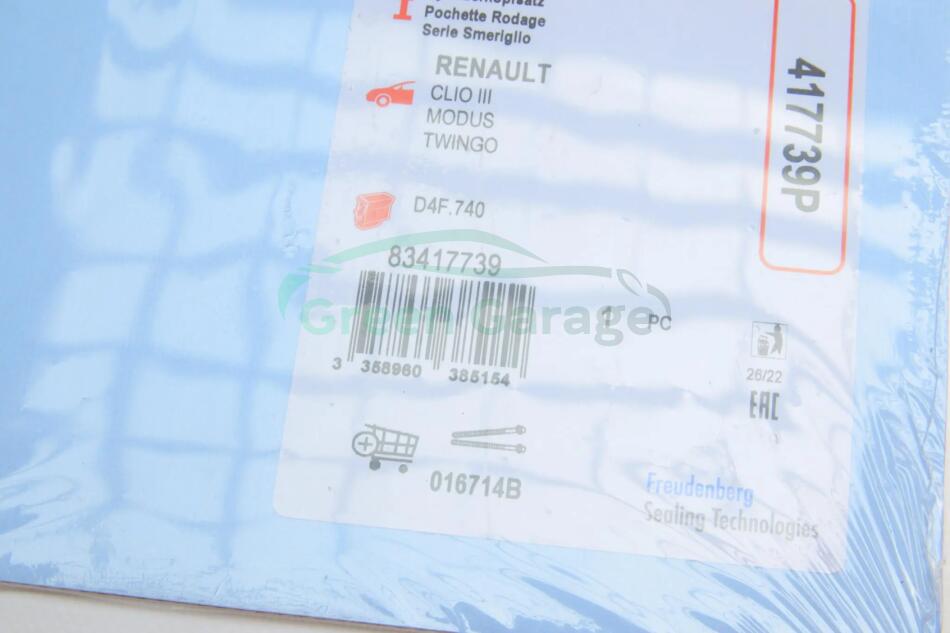 Pochette Rodage
Serie Smeriglio
RENAULT
CLIO III
MODUS
TWINGO
D4F.740
83417739
Green Garage
1 PC
3 358960 385154
26/22
EAC
016714B
Freudenberg
Sealing Technologies
417739P